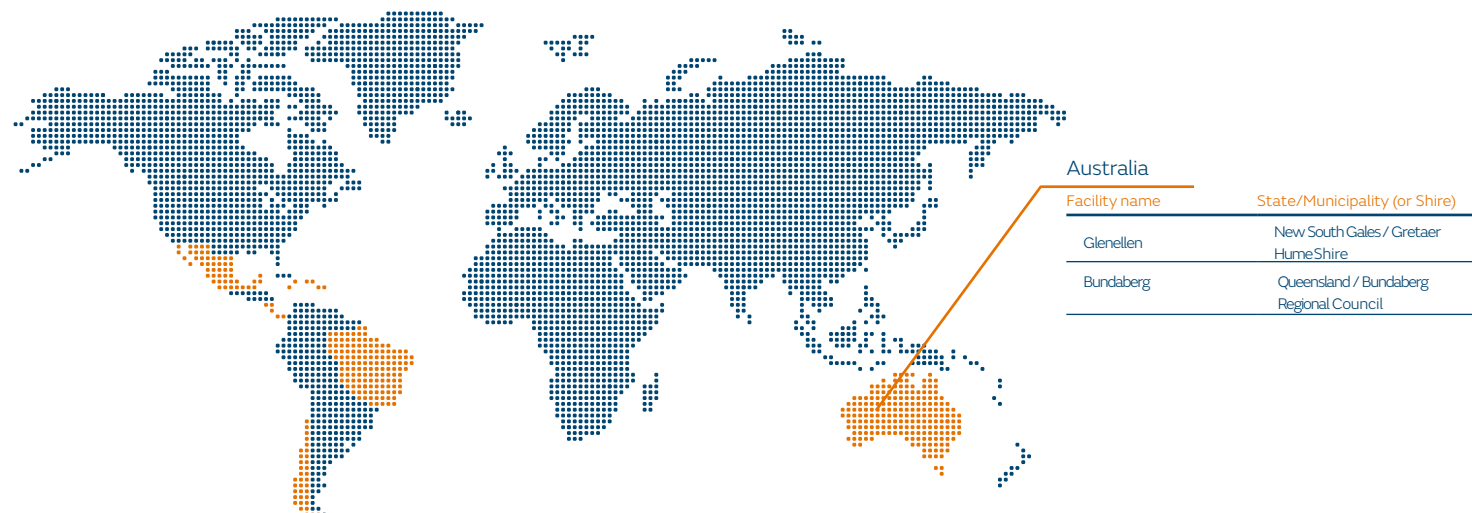 Australia
Facility name State/Municipality (or Shire)
Glenellen New South Gales / Gretaer
Hume Shire
Bundaberg Queensland / Bundaberg
Regional Council